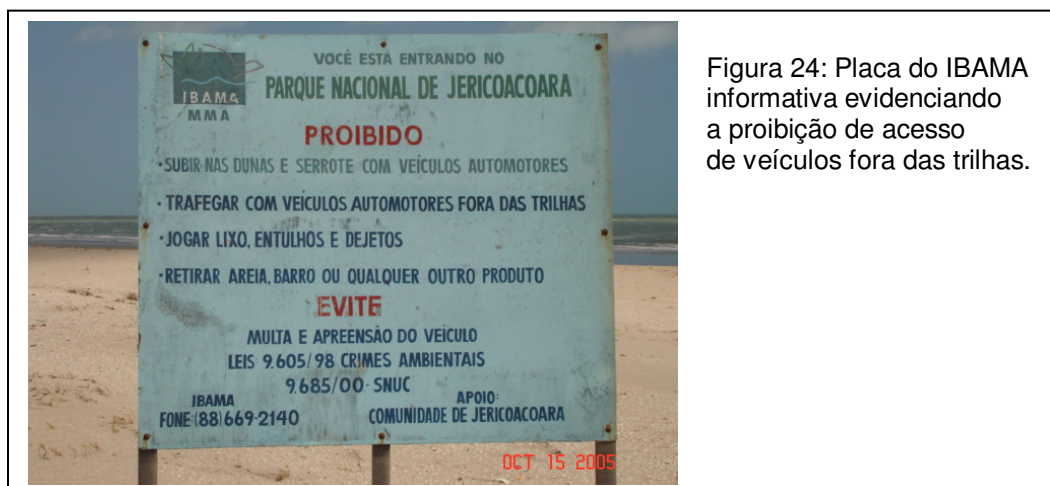 VOCÊ ESTÁ ENTRANDO NO
PARQUE NACIONAL DE JERICOACOARA
IBAMA
MMA
PROIBIDO
•SUBIR NAS DUNAS E SERROTE COM VEÍCULOS AUTOMOTORES
•TRAFEGAR COM VEÍCULOS AUTOMOTORES FORA DAS TRILHAS
•JOGAR LIXO, ENTULHOS E DEJETOS
•RETIRAR AREIA, BARRO OU QUALQUER OUTRO PRODUTO
EVITE
MULTA E APREENSÃO DO VEÍCULO
LEIS 9.605/98 CRIMES AMBIENTAIS
9.685/00 - SNUC
IBAMA
FONE:(88)669-2140
APOIO:
COMUNIDADE DE JERICOACOARA
OCT 15 2005
Figura 24: Placa do IBAMA
informativa evidenciando
a proibição de acesso
de veículos fora das trilhas.